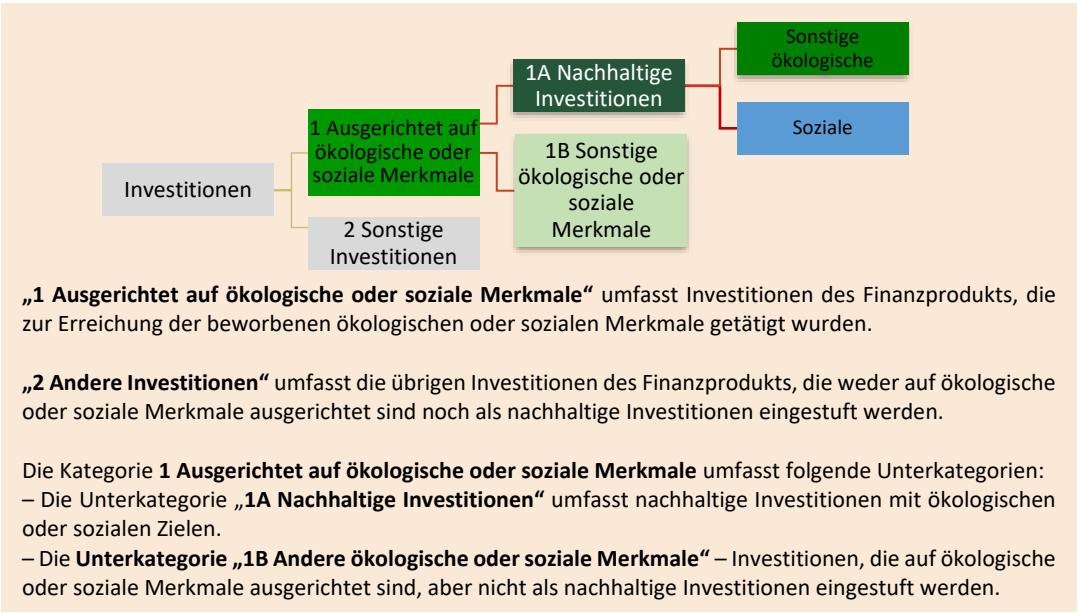 Sonstige
ökologische
1A Nachhaltige
Investitionen
Soziale
1 Ausgerichtet auf
ökologische oder
soziale Merkmale
1B Sonstige
ökologische oder
soziale
Merkmale
Investitionen
2 Sonstige
Investitionen
„1 Ausgerichtet auf ökologische oder soziale Merkmale“ umfasst Investitionen des Finanzprodukts, die
zur Erreichung der beworbenen ökologischen oder sozialen Merkmale getätigt wurden.
„2 Andere Investitionen“ umfasst die übrigen Investitionen des Finanzprodukts, die weder auf ökologische
oder soziale Merkmale ausgerichtet sind noch als nachhaltige Investitionen eingestuft werden.
Die Kategorie 1 Ausgerichtet auf ökologische oder soziale Merkmale umfasst folgende Unterkategorien:
– Die Unterkategorie „1A Nachhaltige Investitionen“ umfasst nachhaltige Investitionen mit ökologischen
oder sozialen Zielen.
– Die Unterkategorie „1B Andere ökologische oder soziale Merkmale“ – Investitionen, die auf ökologische
oder soziale Merkmale ausgerichtet sind, aber nicht als nachhaltige Investitionen eingestuft werden.